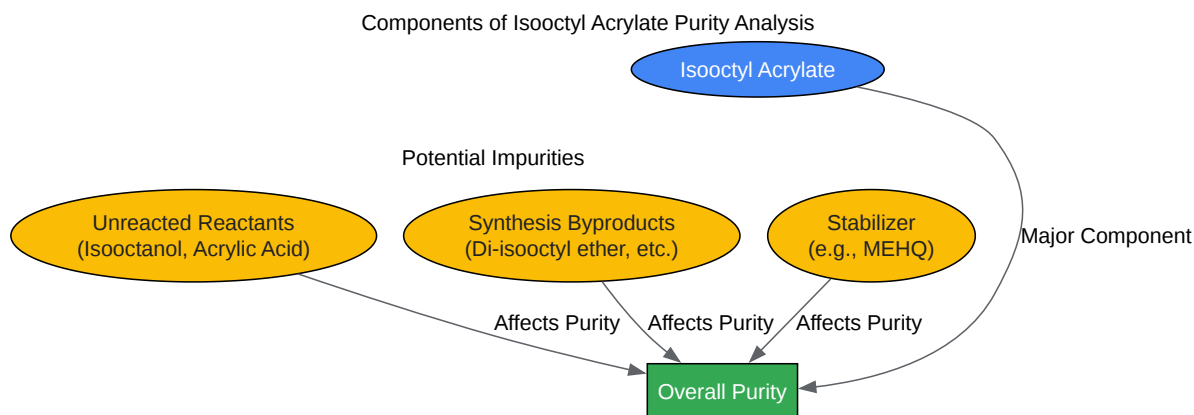 Components of Isooctyl Acrylate Purity Analysis
Isooctyl Acrylate
Potential Impurities
Unreacted Reactants
(Isooctanol, Acrylic Acid)
Synthesis Byproducts
(Di-isooctyl ether, etc.)
Stabilizer
(e.g., MEHQ)
Major Component
Affects Purity
Affects Purity
Affects Purity
Overall Purity